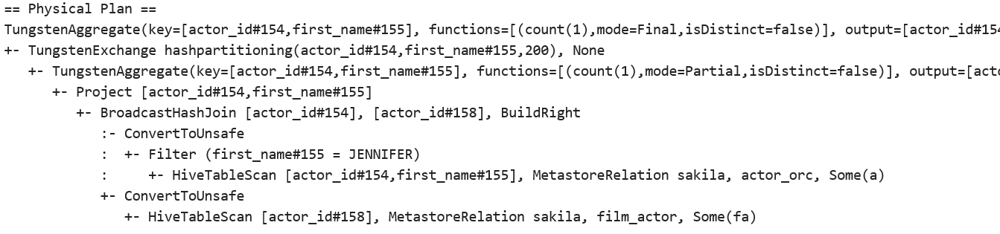 == Physical Plan ==
TungstenAggregate(key=[actor_id#154,first_name#155], functions=[(count(1),mode=Final,isDistinct=false)], output=[actor_id#154
+- TungstenExchange hashpartitioning(actor_id#154,first_name#155,200), None
   +- TungstenAggregate(key=[actor_id#154,first_name#155], functions=[(count(1),mode=Partial,isDistinct=false)], output=[acto
      +- Project [actor_id#154,first_name#155]
         +- BroadcastHashJoin [actor_id#154], [actor_id#158], BuildRight
            :- ConvertToUnsafe
            :  +- Filter (first_name#155 = JENNIFER)
            :     +- HiveTableScan [actor_id#154,first_name#155], MetastoreRelation sakila, actor_orc, Some(a)
            +- ConvertToUnsafe
               +- HiveTableScan [actor_id#158], MetastoreRelation sakila, film_actor, Some(fa)